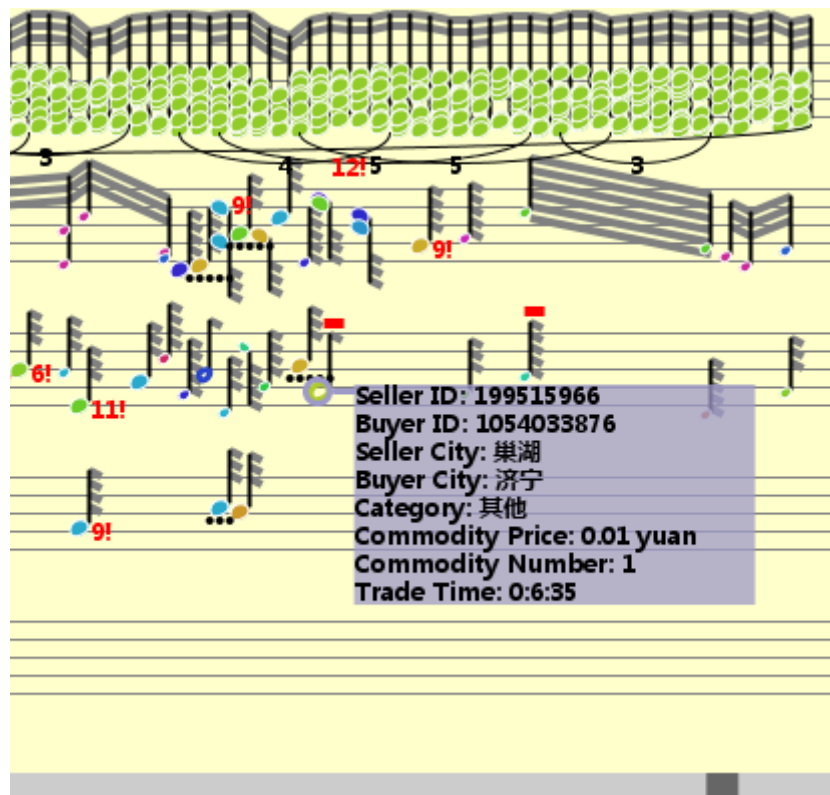 3
4
12!
5
5
3
9!
9!
6!
11!
Seller ID: 199515966
Buyer ID: 1054033876
Seller City: 巢湖
Buyer City: 济宁
Category: 其他
Commodity Price: 0.01 yuan
Commodity Number: 1
Trade Time: 0:6:35
9!